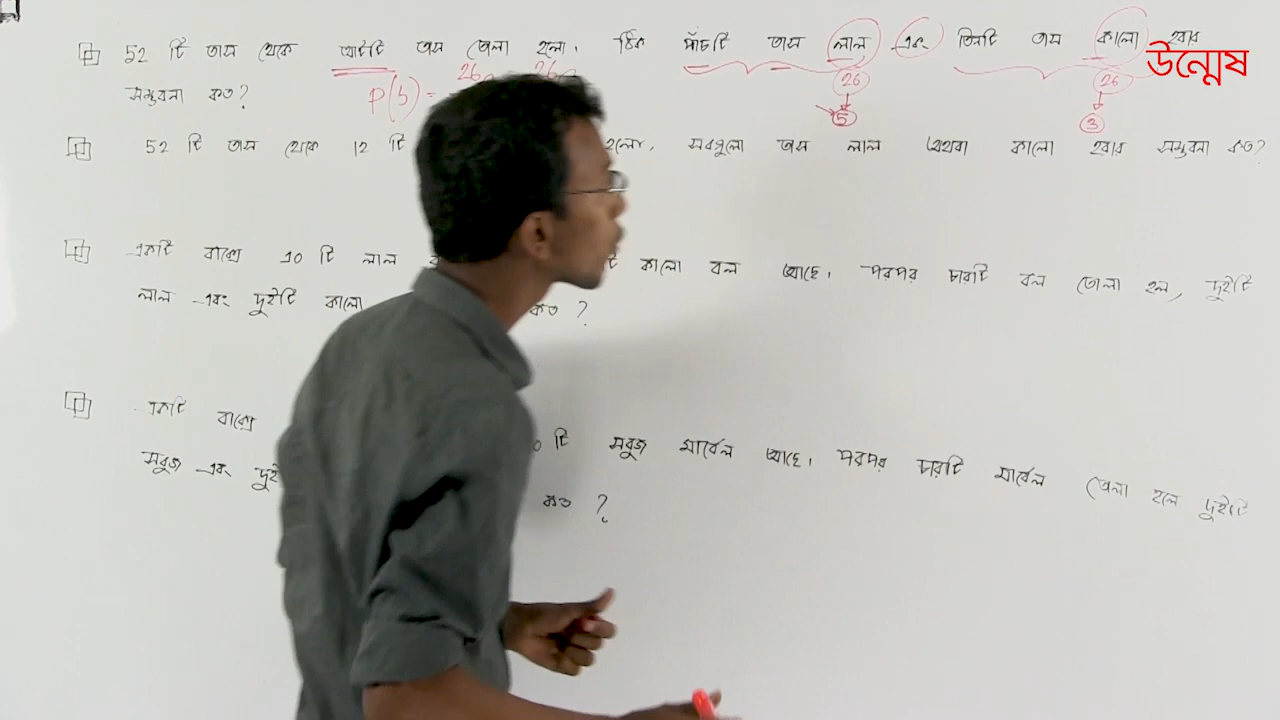 52 টি তাস থেকে আটটি তাস তোলা হলো। ঠিক পাঁচটি তাস লাল এবং তিনটি তাস কালো হবার
উন্মেষ
সম্ভবনা কত?
P(b) = 26 26
26 26
5 3
52 টি তাস থেকে 12 টি হলো, সবগুলো তাস লাল অথবা কালো হবার সম্ভবনা কত?
একটি বাক্সে ১০ টি লাল কালো বল আছে। পরপর চারটি বল তোলা হল, দুইটি
লাল এবং দুইটি কালো কত ?
একটি বাক্সে টি সবুজ মার্বেল আছে। পরপর চারটি মার্বেল তোলা হলে দুইটি
সবুজ এবং কত ?